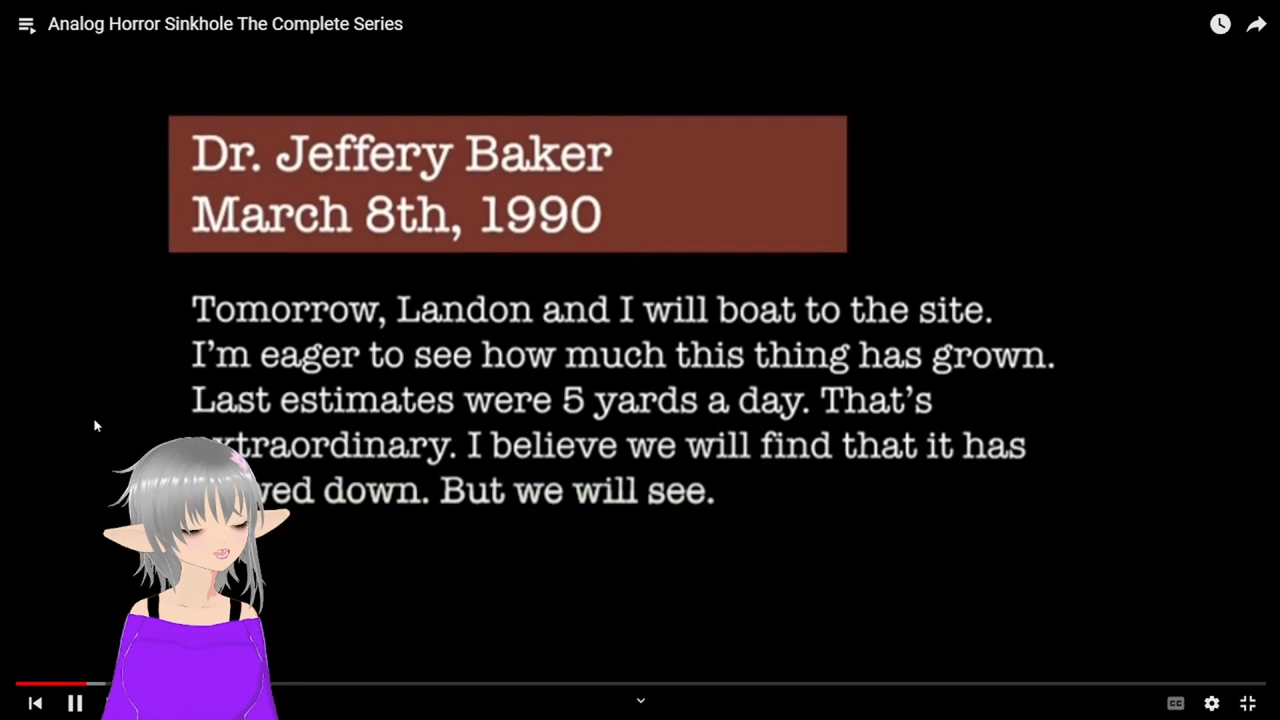 Analog Horror Sinkhole The Complete Series
Dr. Jeffery Baker
March 8th, 1990
Tomorrow, Landon and I will boat to the site.
I'm eager to see how much this thing has grown.
Last estimates were 5 yards a day. That's
extraordinary. I believe we will find that it has
down. But we will see.
CC